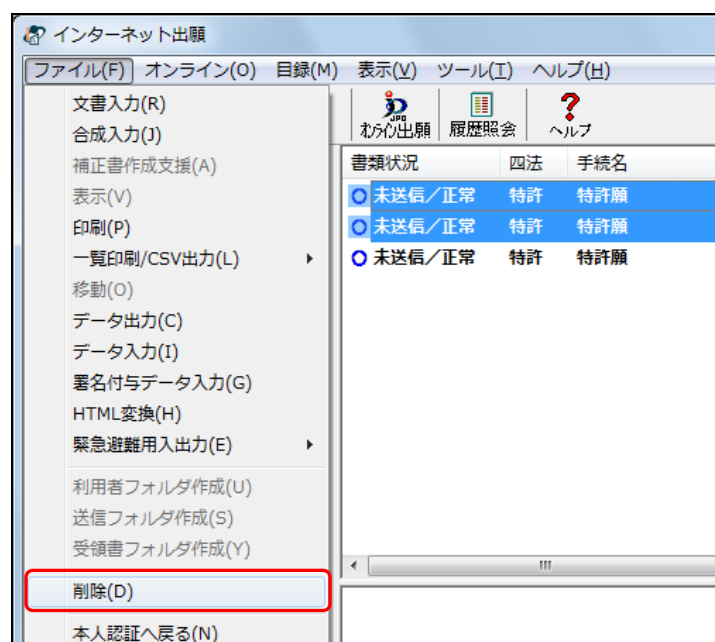 インターネット出願
ファイル(F) オンライン(O) 目録(M) 表示(V) ツール(T) ヘルプ(H)
文書入力(R)
合成入力(J)
補正書作成支援(A)
表示(V)
印刷(P)
一覧印刷/CSV出力(L)
移動(O)
データ出力(C)
データ入力(I)
署名付与データ入力(G)
HTML変換(H)
緊急避難用入出力(E)
利用者フォルダ作成(U)
送信フォルダ作成(S)
受領書フォルダ作成(Y)
削除(D)
本人認証へ戻る(N)
JPO
オンライン出願 履歴照会 ヘルプ
書類状況 四法 手続名
未送信／正常 特許 特許願
未送信／正常 特許 特許願
未送信／正常 特許 特許願